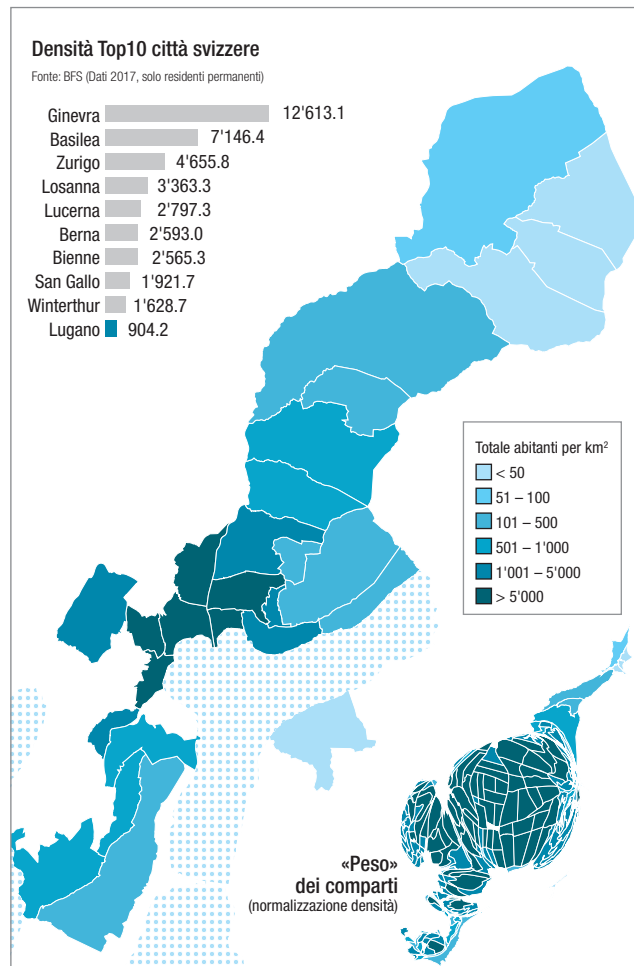 Densità Top10 città svizzere
Fonte: BFS (Dati 2017, solo residenti permanenti)
Ginevra 12'613.1
Basilea 7'146.4
Zurigo 4'655.8
Losanna 3'363.3
Lucerna 2'797.3
Berna 2'593.0
Bienne 2'565.3
San Gallo 1'921.7
Winterthur 1'628.7
Lugano 904.2
Totale abitanti per km²
< 50
51 – 100
101 – 500
501 – 1'000
1'001 – 5'000
> 5'000
«Peso»
dei comparti
(normalizzazione densità)